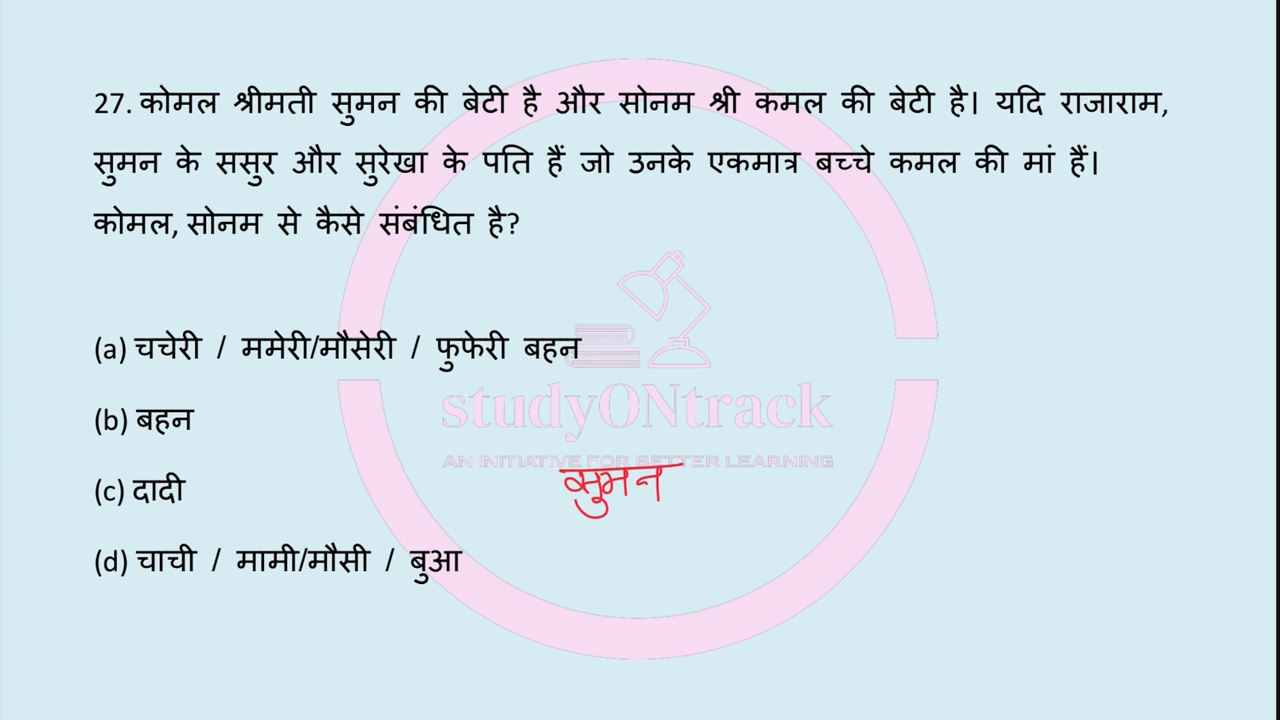 27. कोमल श्रीमती सुमन की बेटी है और सोनम श्री कमल की बेटी है। यदि राजाराम,
सुमन के ससुर और सुरेखा के पति हैं जो उनके एकमात्र बच्चे कमल की मां हैं।
कोमल, सोनम से कैसे संबंधित है?
(a) चचेरी / ममेरी/मौसेरी / फुफेरी बहन
(b) बहन
studyONtrack
AN INITIATIVE FOR BETTER LEARNING
सुमन
(c) दादी
(d) चाची / मामी/मौसी / बुआ